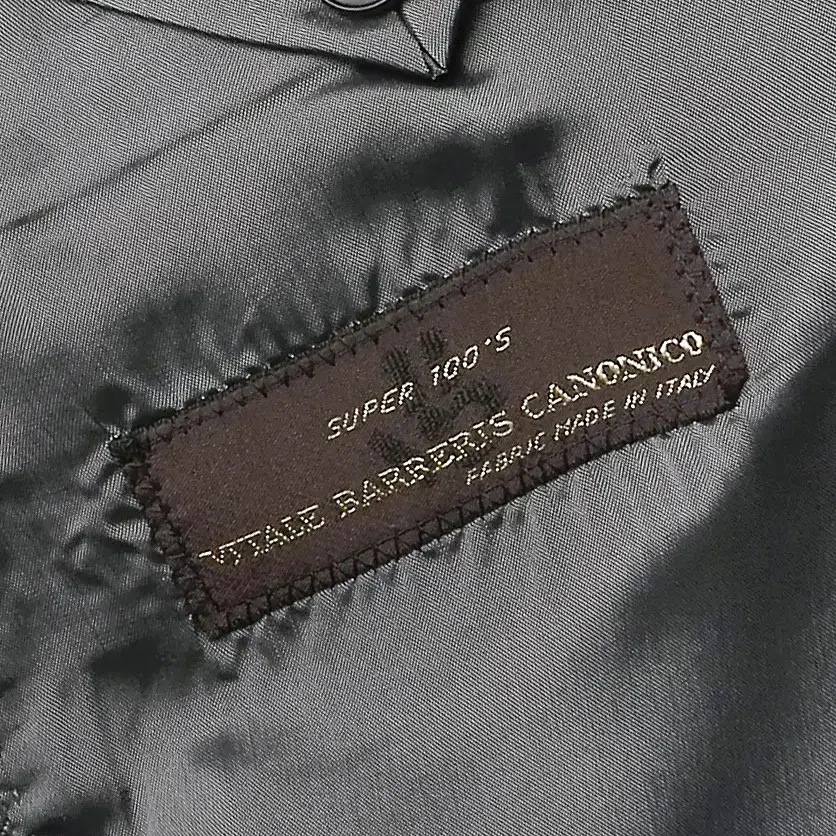 SUPER 100'S
VITALE BARBERIS CANONICO
FABRIC MADE IN ITALY